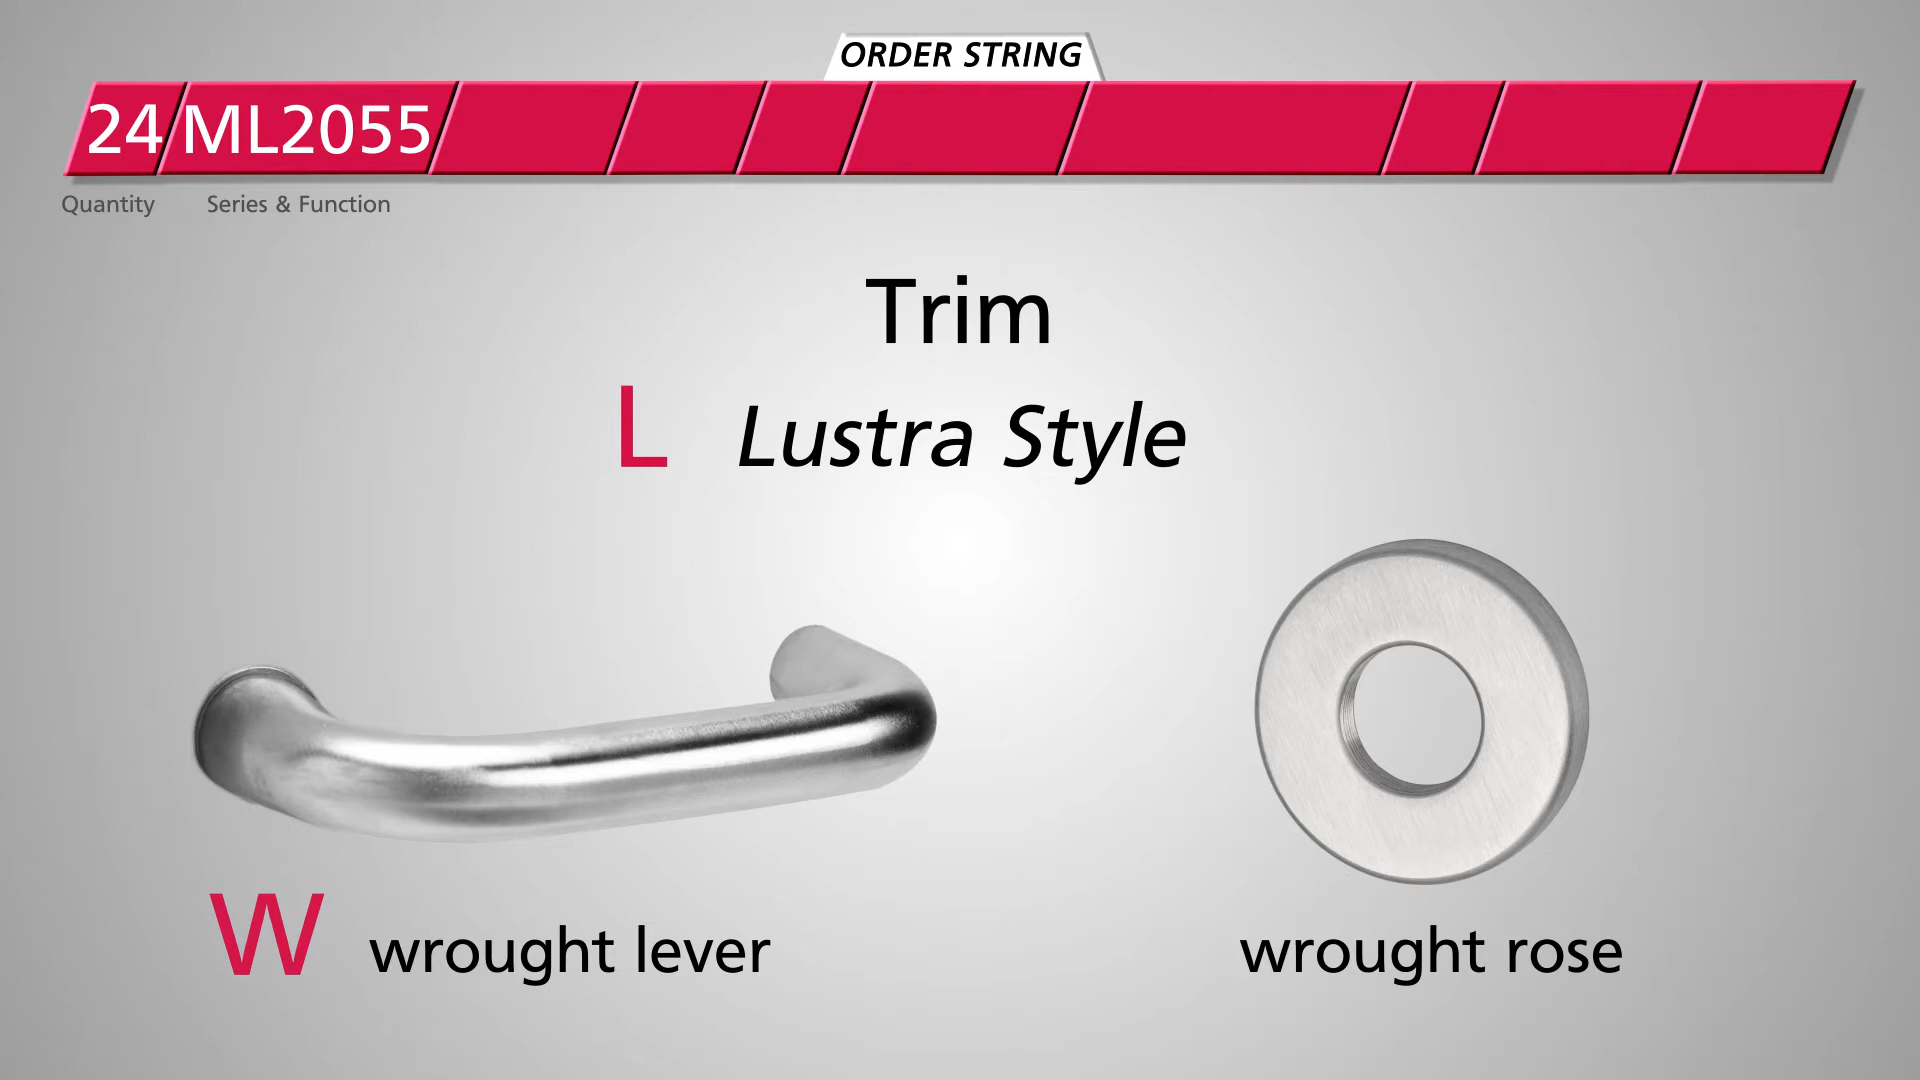 ORDER STRING
24 ML2055
Quantity Series & Function
Trim
L Lustra Style
W wrought lever wrought rose